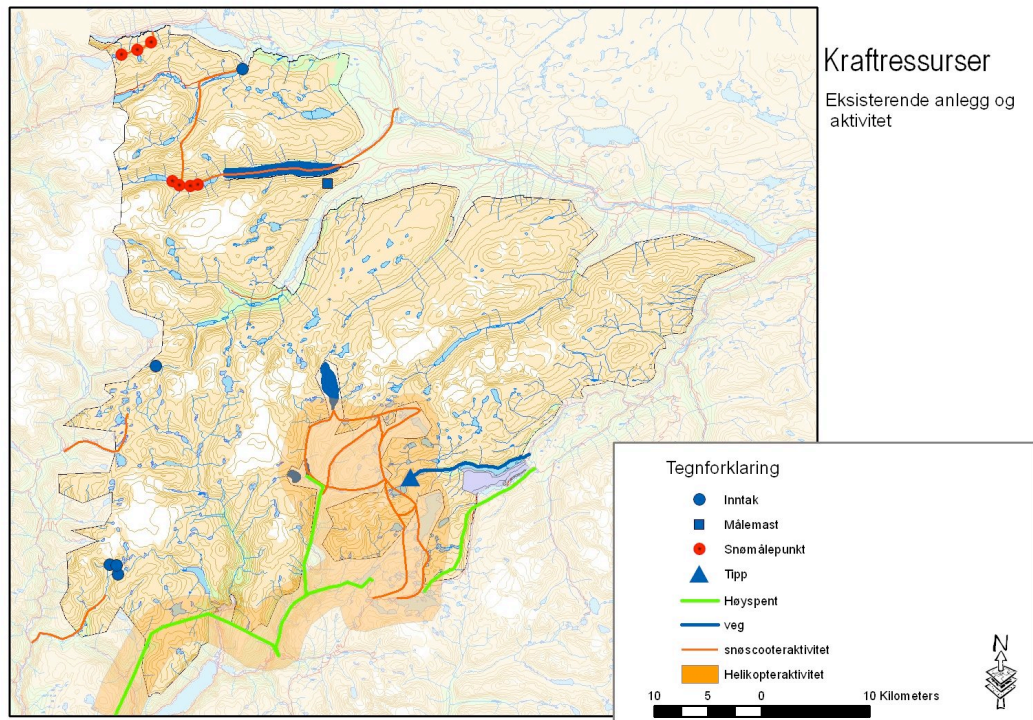 Kraftressurser
Eksisterende anlegg og
aktivitet
Tegnforklaring
Inntak
Målemast
Snømålepunkt
Tipp
Høyspent
veg
snøscooteraktivitet
Helikopteraktivitet
N
10 5 0 10 Kilometers